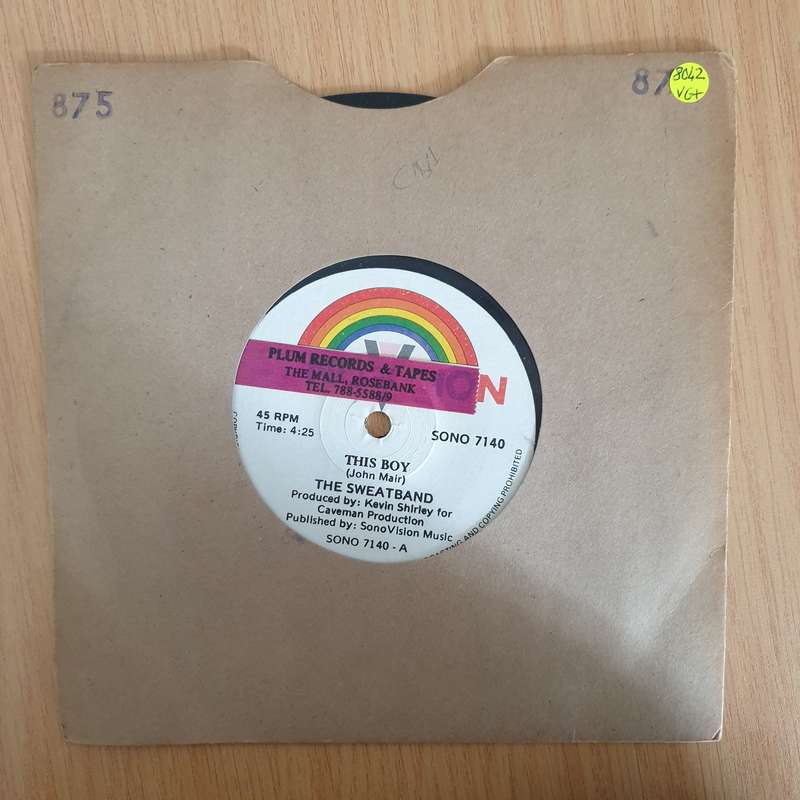 875
87
8042
VG+
PLUM RECORDS & TAPES
THE MALL, ROSEBANK
TEL. 788-5588/9
ON
45 RPM
Time: 4:25
SONO 7140
THIS BOY
(John Mair)
THE SWEATBAND
Produced by: Kevin Shirley for
Caveman Production
Published by: SonoVision Music
SONO 7140 - A
AND COPYING PROHIBITED